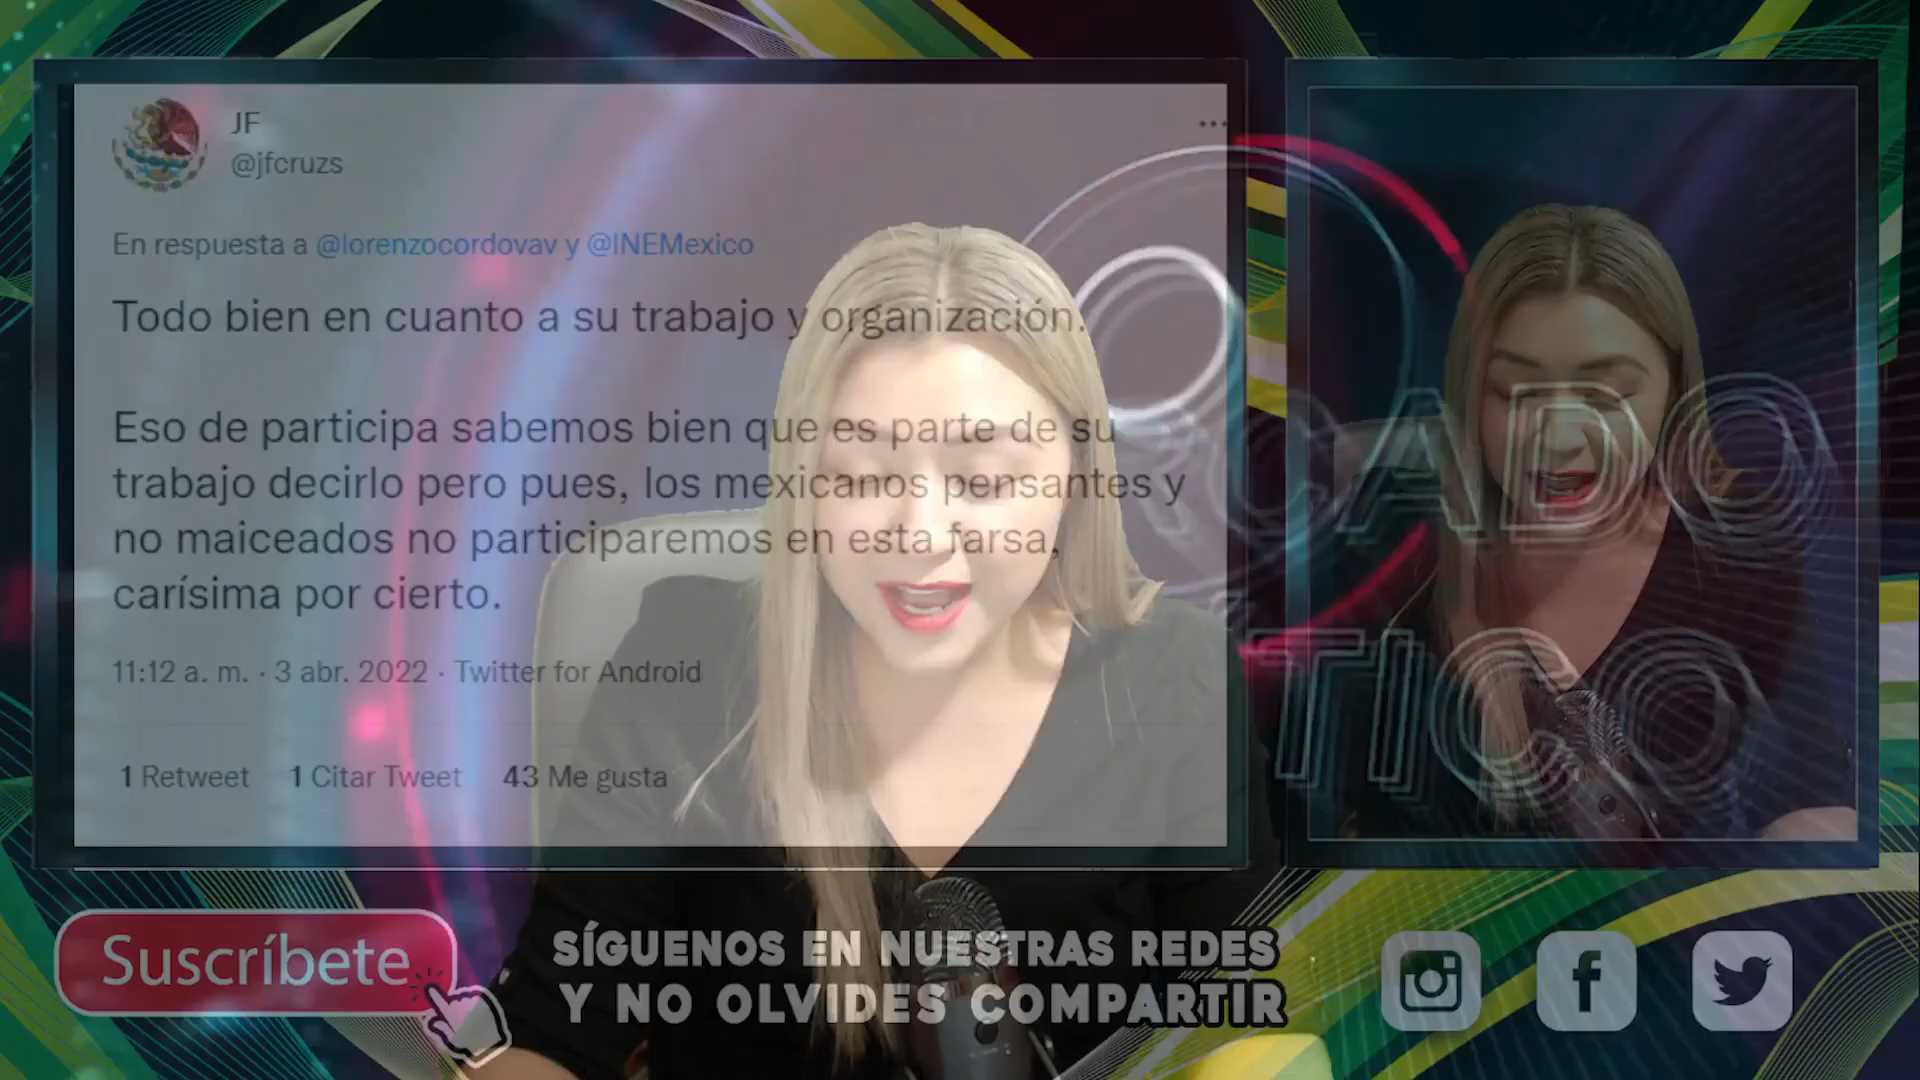 JF
@jfcruzs
En respuesta a @lorenzocordovav y @INEMexico
Todo bien en cuanto a su trabajo y organización.
Eso de participa sabemos bien que es parte de su
trabajo decirlo pero pues, los mexicanos pensantes y
no maiceados no participaremos en esta farsa,
carísima por cierto.
11:12 a. m. · 3 abr. 2022 · Twitter for Android
1 Retweet 1 Citar Tweet 43 Me gusta
CADO
TICO
Suscríbete
SÍGUENOS EN NUESTRAS REDES
Y NO OLVIDES COMPARTIR